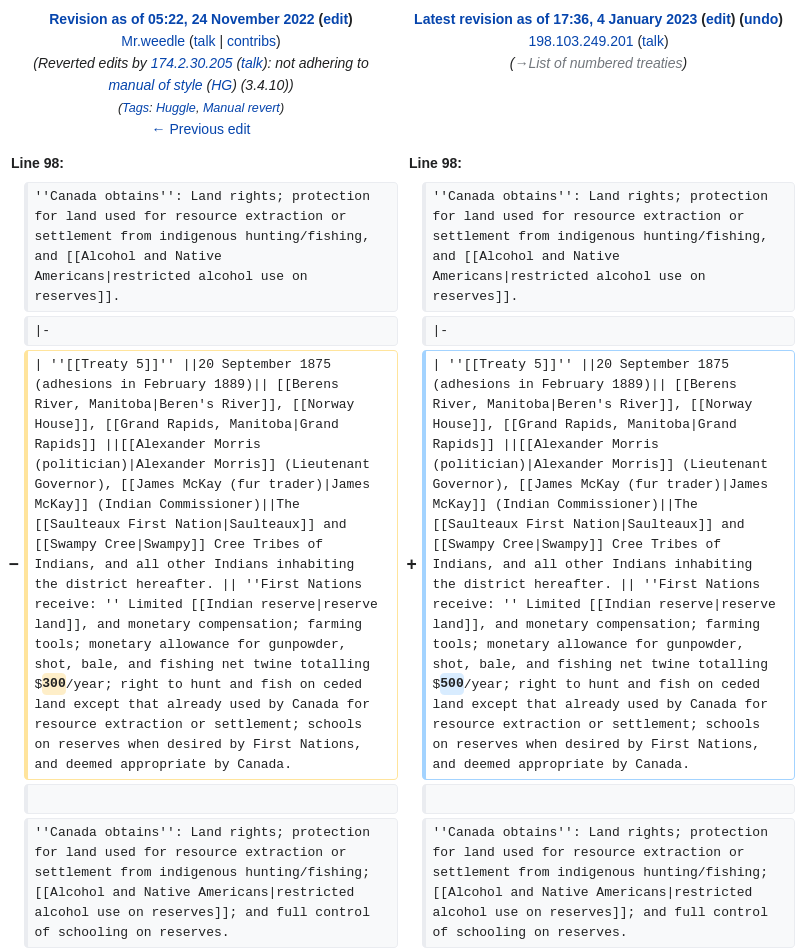 Revision as of 05:22, 24 November 2022 (edit)
Mr.weedle (talk | contribs)
(Reverted edits by 174.2.30.205 (talk): not adhering to
manual of style (HG) (3.4.10))
(Tags: Huggle, Manual revert)
← Previous edit
Latest revision as of 17:36, 4 January 2023 (edit) (undo)
198.103.249.201 (talk)
(→List of numbered treaties)
Line 98:
''Canada obtains'': Land rights; protection
for land used for resource extraction or
settlement from indigenous hunting/fishing,
and [[Alcohol and Native
Americans|restricted alcohol use on
reserves]].
|-
−
| ''[[Treaty 5]]'' ||20 September 1875
(adhesions in February 1889)|| [[Berens
River, Manitoba|Beren's River]], [[Norway
House]], [[Grand Rapids, Manitoba|Grand
Rapids]] ||[[Alexander Morris
(politician)|Alexander Morris]] (Lieutenant
Governor), [[James McKay (fur trader)|James
McKay]] (Indian Commissioner)||The
[[Saulteaux First Nation|Saulteaux]] and
[[Swampy Cree|Swampy]] Cree Tribes of
Indians, and all other Indians inhabiting
the district hereafter. || ''First Nations
receive: '' Limited [[Indian reserve|reserve
land]], and monetary compensation; farming
tools; monetary allowance for gunpowder,
shot, bale, and fishing net twine totalling
$300/year; right to hunt and fish on ceded
land except that already used by Canada for
resource extraction or settlement; schools
on reserves when desired by First Nations,
and deemed appropriate by Canada.
''Canada obtains'': Land rights; protection
for land used for resource extraction or
settlement from indigenous hunting/fishing;
[[Alcohol and Native Americans|restricted
alcohol use on reserves]]; and full control
of schooling on reserves.
Line 98:
''Canada obtains'': Land rights; protection
for land used for resource extraction or
settlement from indigenous hunting/fishing,
and [[Alcohol and Native
Americans|restricted alcohol use on
reserves]].
|-
+
| ''[[Treaty 5]]'' ||20 September 1875
(adhesions in February 1889)|| [[Berens
River, Manitoba|Beren's River]], [[Norway
House]], [[Grand Rapids, Manitoba|Grand
Rapids]] ||[[Alexander Morris
(politician)|Alexander Morris]] (Lieutenant
Governor), [[James McKay (fur trader)|James
McKay]] (Indian Commissioner)||The
[[Saulteaux First Nation|Saulteaux]] and
[[Swampy Cree|Swampy]] Cree Tribes of
Indians, and all other Indians inhabiting
the district hereafter. || ''First Nations
receive: '' Limited [[Indian reserve|reserve
land]], and monetary compensation; farming
tools; monetary allowance for gunpowder,
shot, bale, and fishing net twine totalling
$500/year; right to hunt and fish on ceded
land except that already used by Canada for
resource extraction or settlement; schools
on reserves when desired by First Nations,
and deemed appropriate by Canada.
''Canada obtains'': Land rights; protection
for land used for resource extraction or
settlement from indigenous hunting/fishing;
[[Alcohol and Native Americans|restricted
alcohol use on reserves]]; and full control
of schooling on reserves.